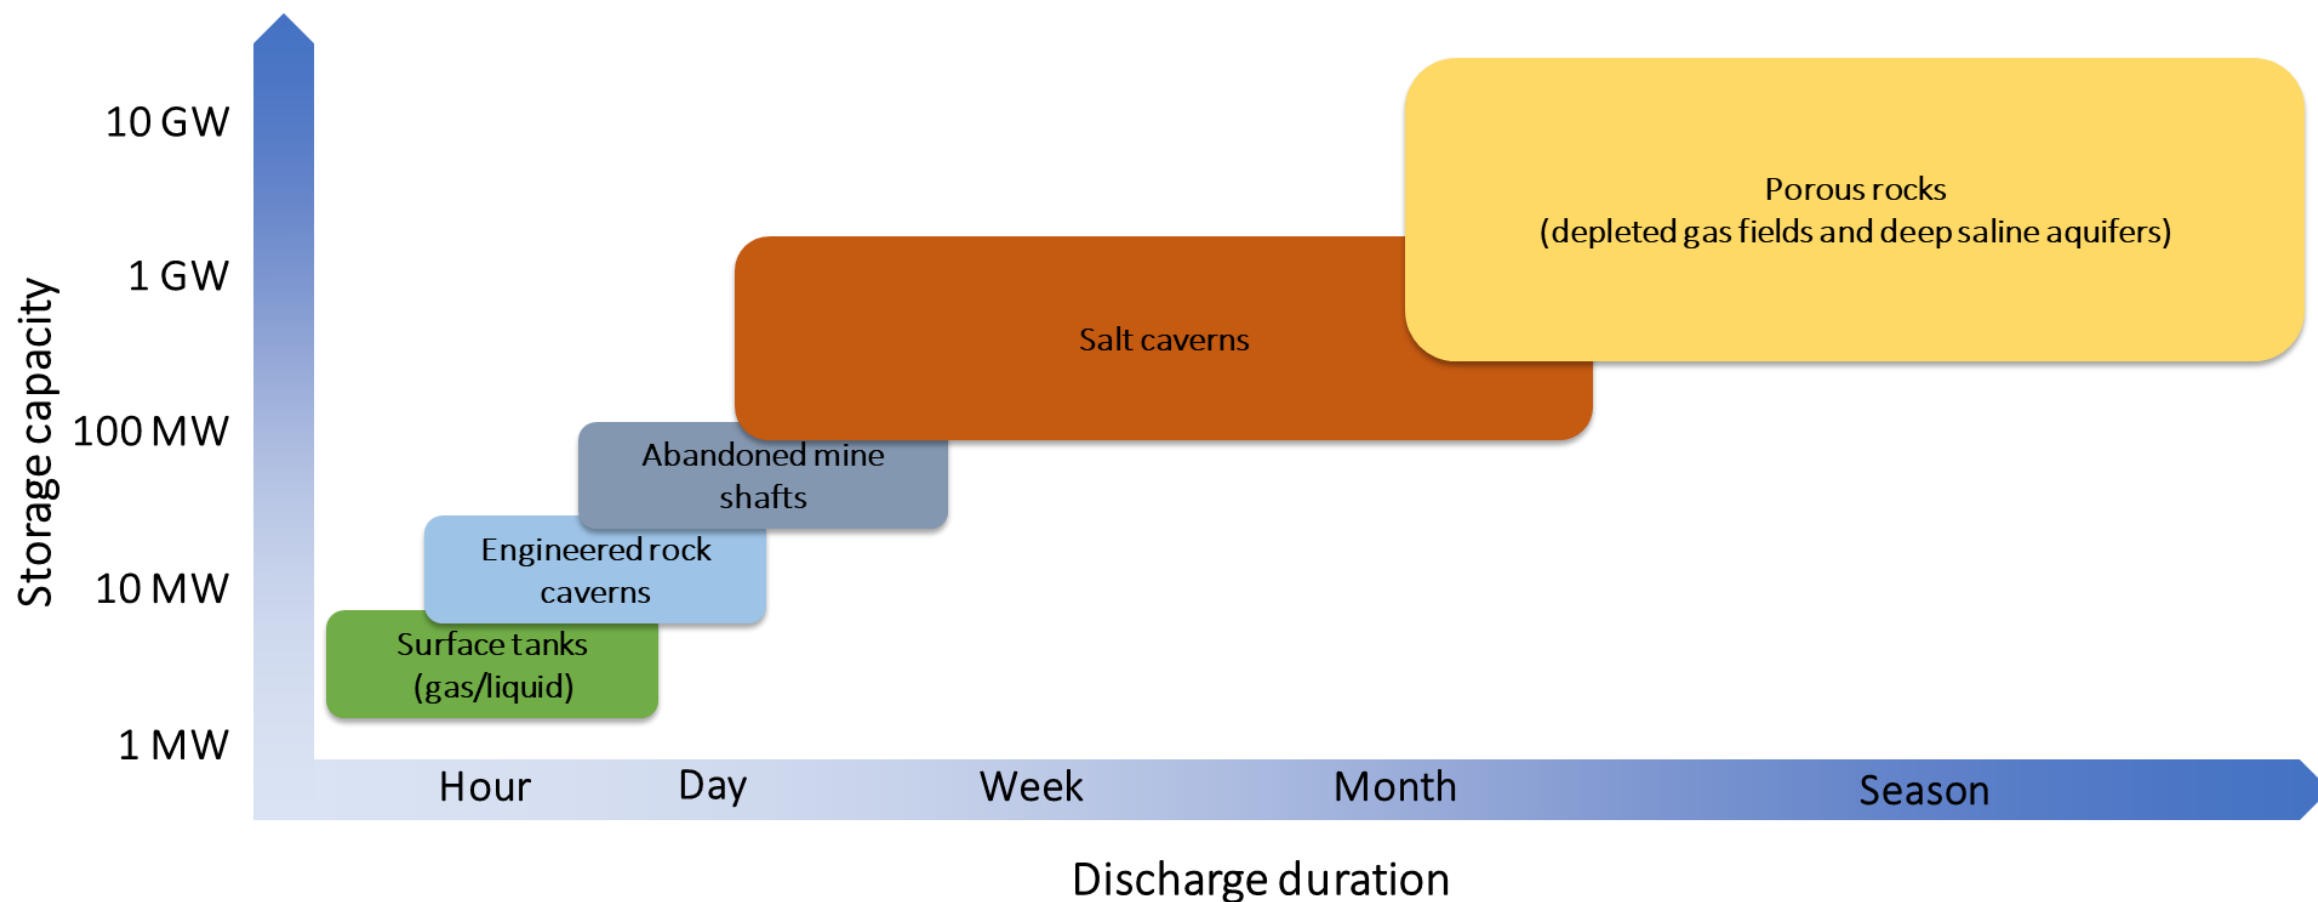 10 GW
1 GW
100 MW
10 MW
1 MW
Storage capacity
Porous rocks
(depleted gas fields and deep saline aquifers)
Salt caverns
Abandoned mine
shafts
Engineered rock
caverns
Surface tanks
(gas/liquid)
Hour
Day
Week
Month
Season
Discharge duration